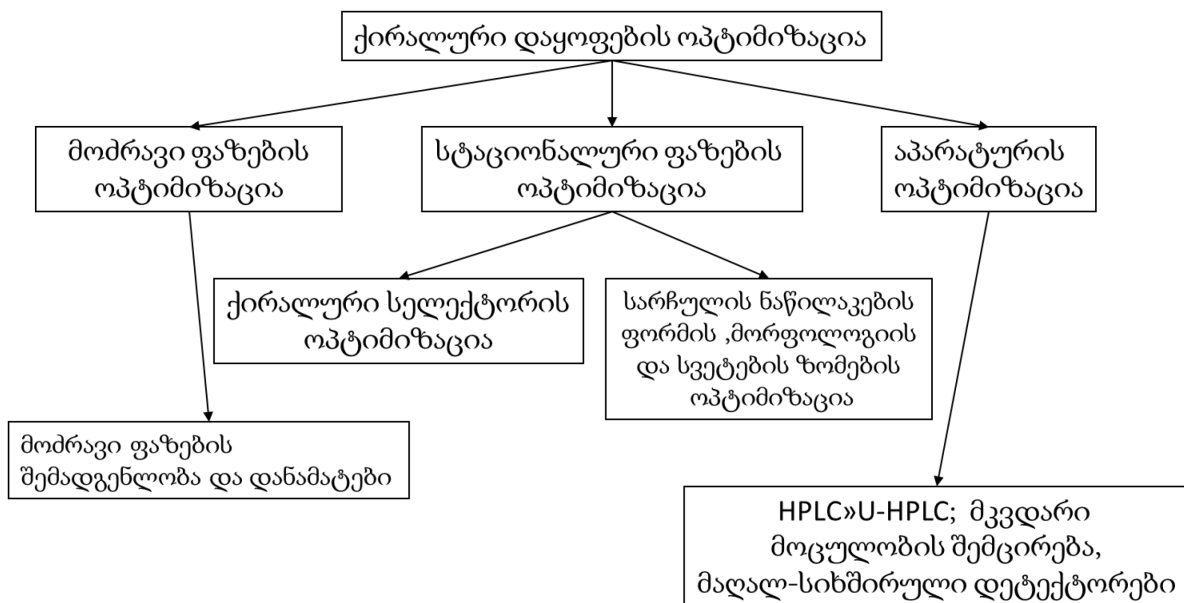 ქირალური დაყოფების ოპტიმიზაცია
მოძრავი ფაზების
ოპტიმიზაცია
სტაციონალური ფაზების
ოპტიმიზაცია
აპარატურის
ოპტიმიზაცია
ქირალური სელექტორის
ოპტიმიზაცია
სარჩულის ნაწილაკების
ფორმის ,მორფოლოგიის
და სვეტების ზომების
ოპტიმიზაცია
მოძრავი ფაზების
შემადგენლობა და დანამატები
HPLC»U-HPLC; მკვდარი
მოცულობის შემცირება,
მაღალ-სიხშირული დეტექტორები